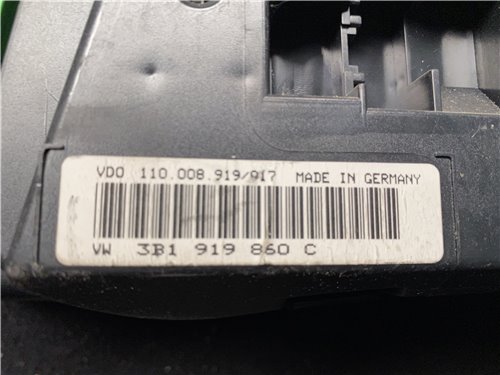 VDO 110.008.919/917 MADE IN GERMANY
VW 3B1 919 860 C